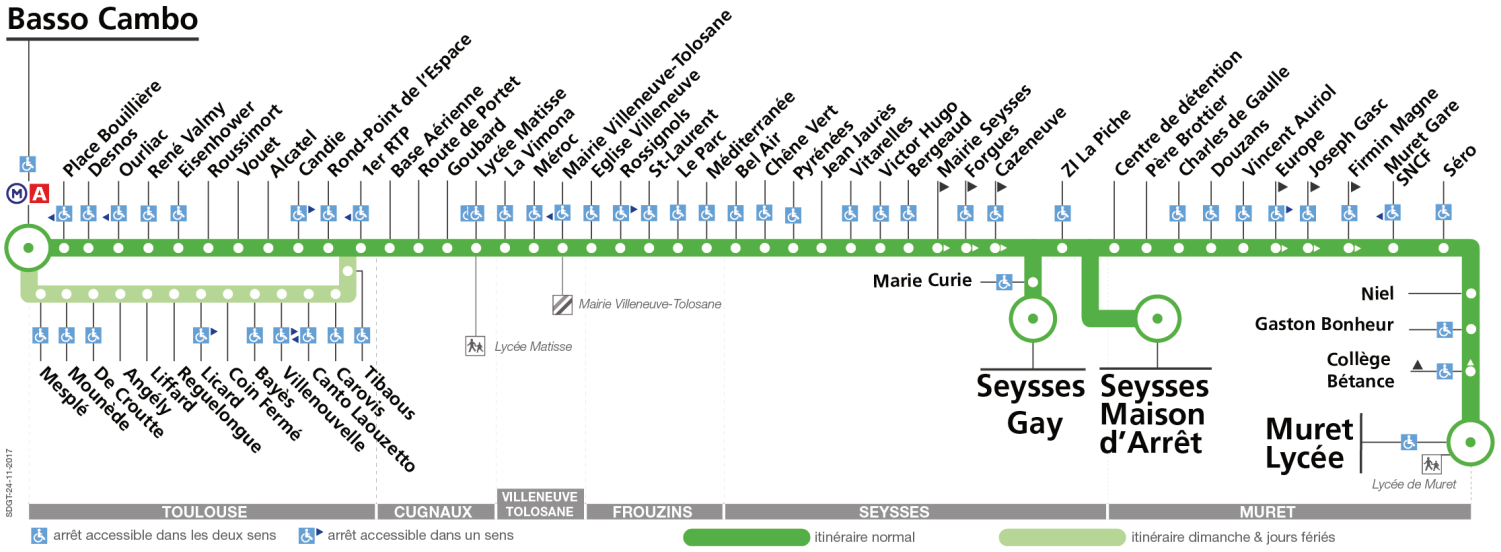 Basso Cambo
M
A
Place Bouillière
Desnos
Ourliac
René Valmy
Eisenhower
Roussimort
Vouet
Alcatel
Candie
Rond-Point de l'Espace
1er RTP
Base Aérienne
Route de Portet
Goubard
Lycée Matisse
La Vimona
Méroc
Mairie Villeneuve-Tolosane
Eglise Villeneuve
Rossignols
St-Laurent
Le Parc
Méditerranée
Bel Air
Chêne Vert
Pyrénées
Jean Jaurès
Vitarelles
Victor Hugo
Bergeaud
Mairie Seysses
Forgues
Cazeneuve
ZI La Piche
Centre de détention
Père Brottier
Charles de Gaulle
Douzans
Vincent Auriol
Europe
Joseph Gasc
Firmin Magne
Muret Gare
SNCF
Séro
Mesplé
Mounède
De Croutte
Angély
Liffard
Reguelongue
Licard
Coin Fermé
Bayès
Villenouvelle
Canto Laouzetto
Carovis
Tibaous
Lycée Matisse
Mairie Villeneuve-Tolosane
Marie Curie
Seysses
Gay
Seysses
Maison
d'Arrêt
Niel
Gaston Bonheur
Collège
Bétance
Muret
Lycée
Lycée de Muret
SDGT-24-11-2017
TOULOUSE
CUGNAUX
VILLENEUVE
TOLOSANE
FROUZINS
SEYSSES
MURET
arrêt accessible dans les deux sens
arrêt accessible dans un sens
itinéraire normal
itinéraire dimanche & jours fériés